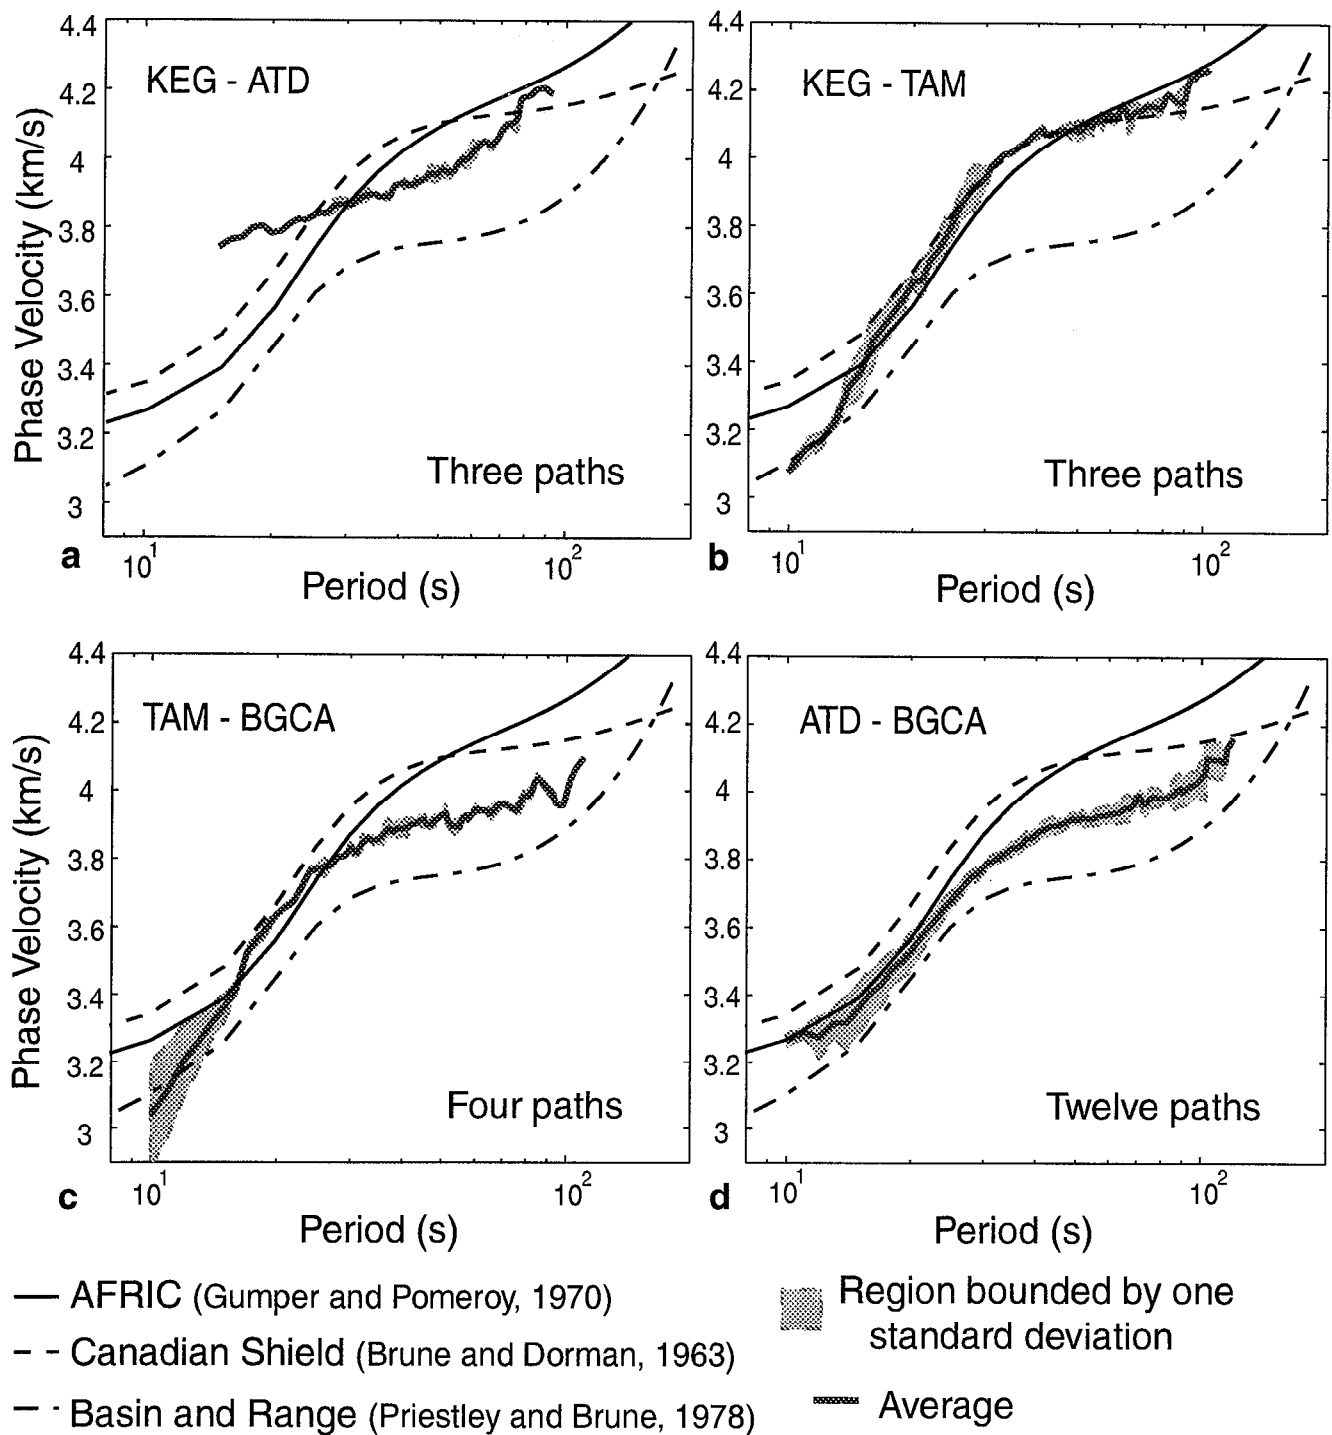 4.4
4.2
4
3.8
3.6
3.4
3.2
3
Phase Velocity (km/s)
KEG - ATD
Three paths
a
10¹
10²
Period (s)
4.4
4.2
4
3.8
3.6
3.4
3.2
3
KEG - TAM
Three paths
b
10¹
10²
Period (s)
4.4
4.2
4
3.8
3.6
3.4
3.2
3
Phase Velocity (km/s)
TAM - BGCA
Four paths
c
10¹
10²
Period (s)
4.4
4.2
4
3.8
3.6
3.4
3.2
3
ATD - BGCA
Twelve paths
d
10¹
10²
Period (s)
AFRIC (Gumper and Pomeroy, 1970)
Canadian Shield (Brune and Dorman, 1963)
Basin and Range (Priestley and Brune, 1978)
Region bounded by one
standard deviation
Average